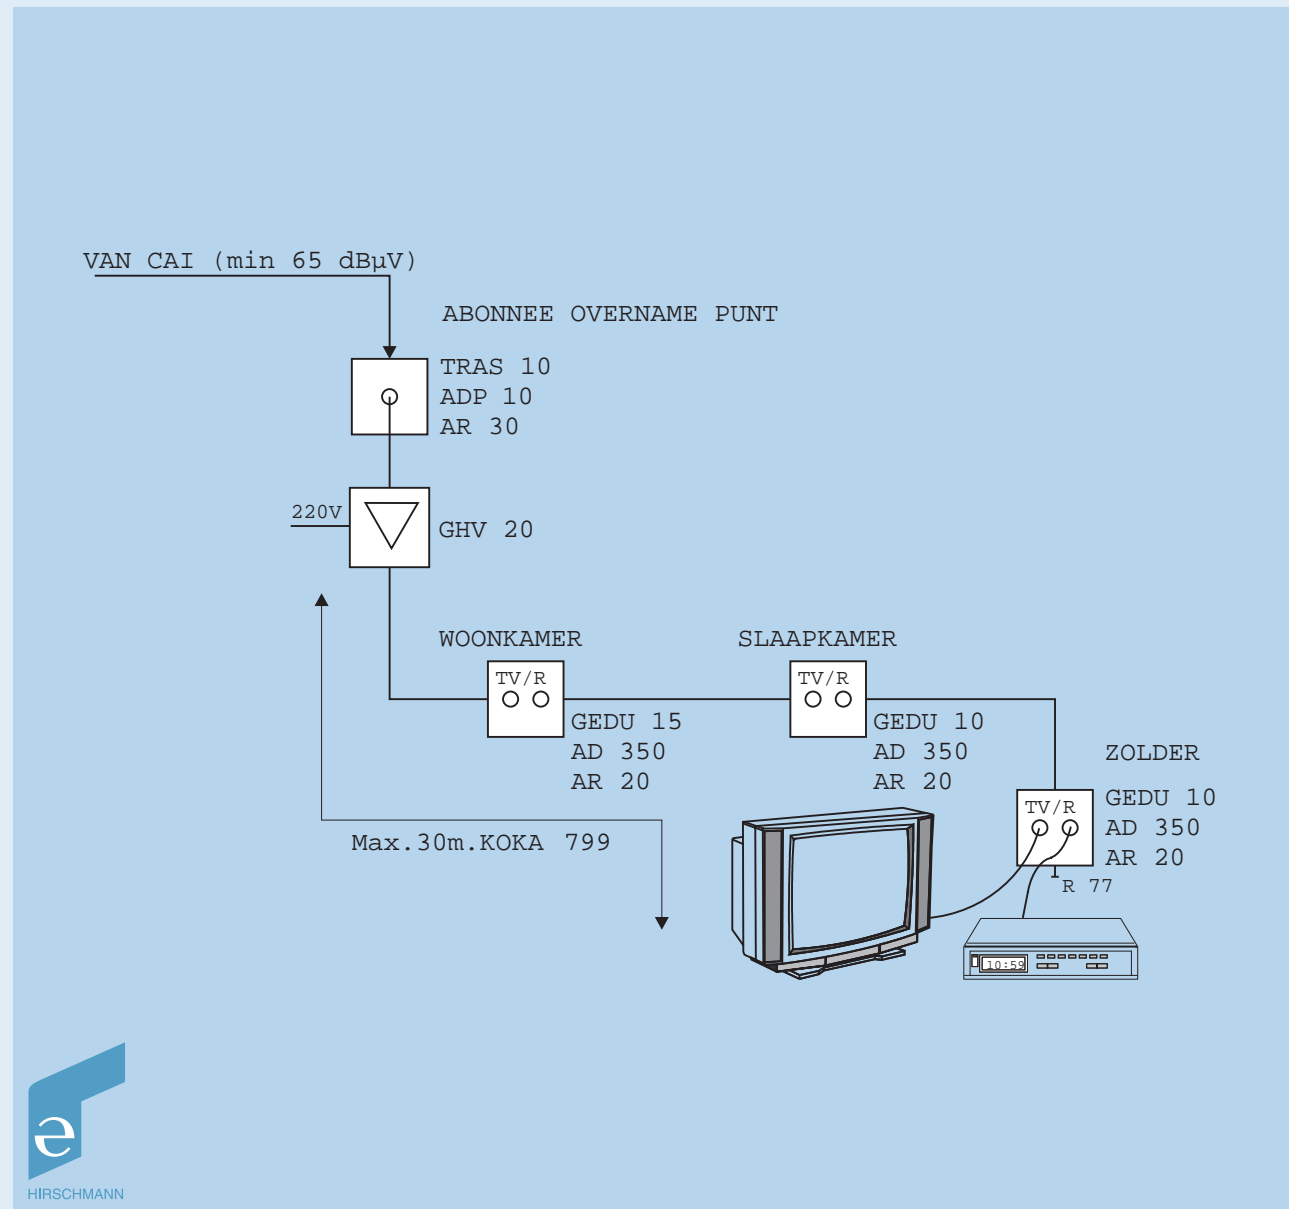 VAN CAI (min 65 dBµV)
ABONNEE OVERNAME PUNT
TRAS 10
ADP 10
AR 30
220V
GHV 20
WOONKAMER
TV/R
GEDU 15
AD 350
AR 20
SLAAPKAMER
TV/R
GEDU 10
AD 350
AR 20
ZOLDER
TV/R
GEDU 10
AD 350
AR 20
R 77
Max.30m.KOKA 799
10:59
e
HIRSCHMANN